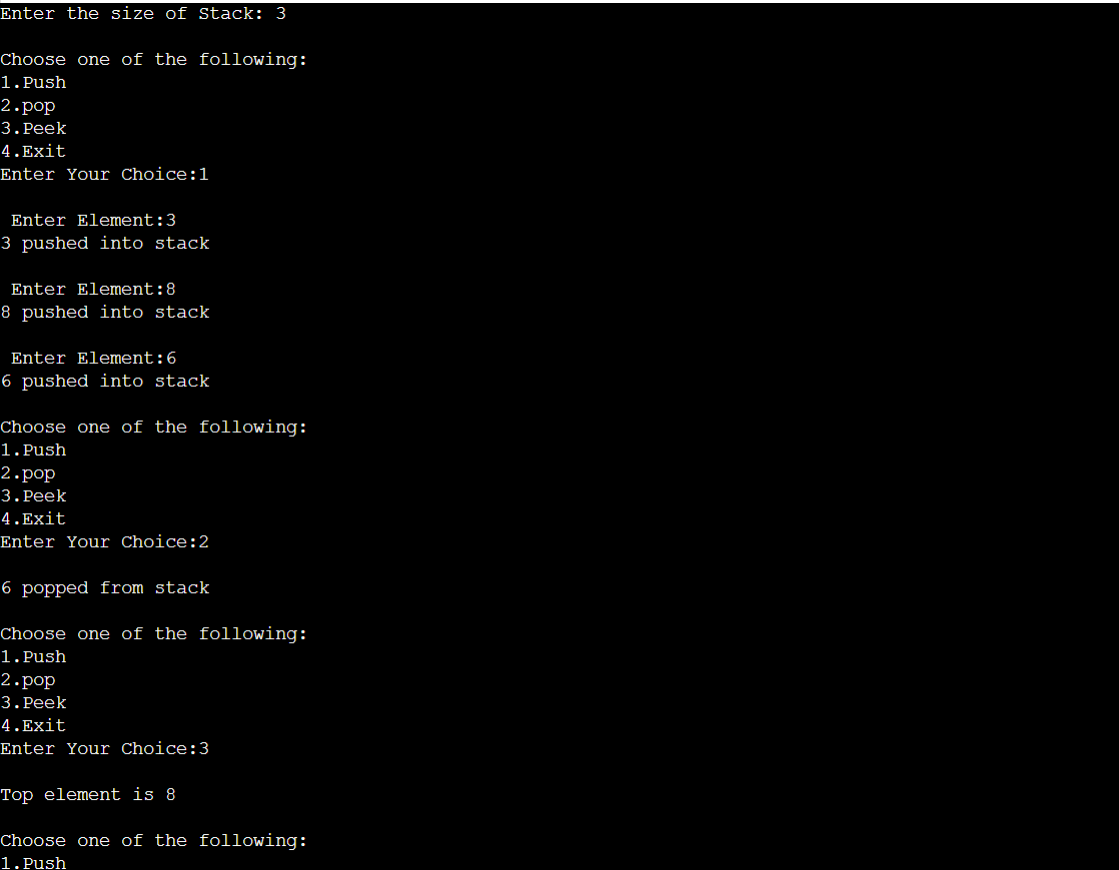 Enter the size of Stack: 3
Choose one of the following:
1.Push
2.pop
3.Peek
4.Exit
Enter Your Choice:1
Enter Element:3
3 pushed into stack
Enter Element:8
8 pushed into stack
Enter Element:6
6 pushed into stack
Choose one of the following:
1.Push
2.pop
3.Peek
4.Exit
Enter Your Choice:2
6 popped from stack
Choose one of the following:
1.Push
2.pop
3.Peek
4.Exit
Enter Your Choice:3
Top element is 8
Choose one of the following:
1.Push